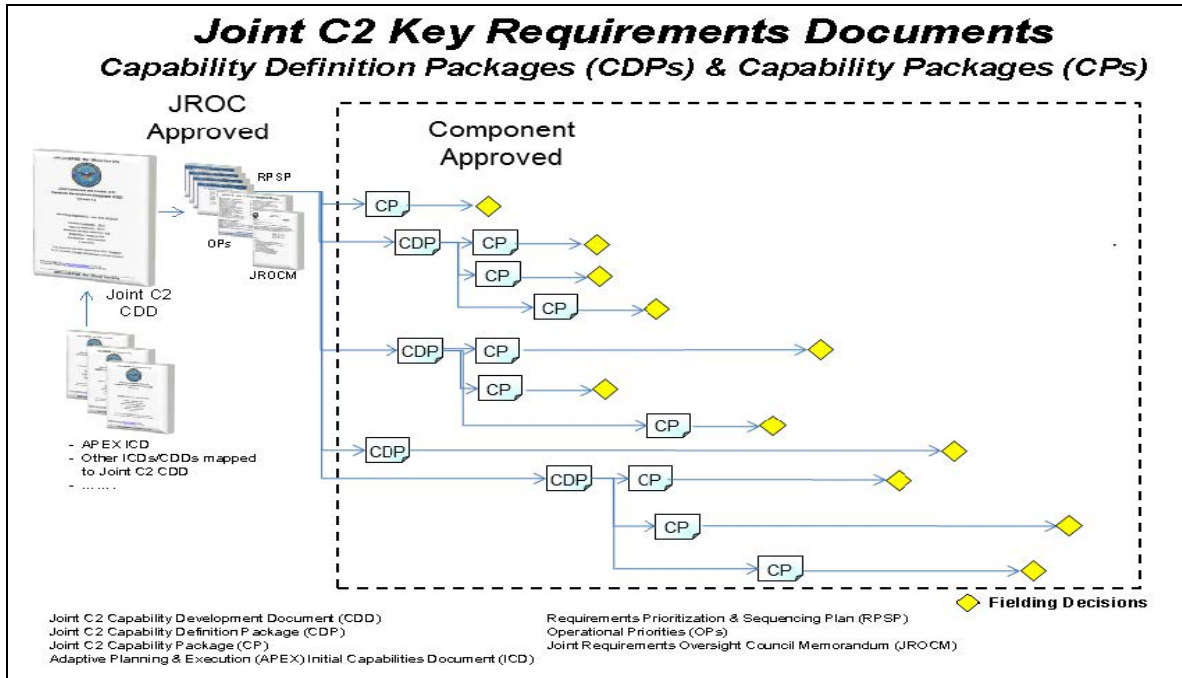 Joint C2 Key Requirements Documents
Capability Definition Packages (CDPs) & Capability Packages (CPs)
JROC
Approved
Component
Approved
RPSP
OPs
JROCM
Joint C2
CDD
- APEX ICD
- Other ICDs/CDDs mapped
to Joint C2 CDD
- .......
CP
CDP
CP
CP
CP
CDP
CP
CP
CP
CDP
CDP
CP
CP
CP
Fielding Decisions
Joint C2 Capability Development Document (CDD)
Joint C2 Capability Definition Package (CDP)
Joint C2 Capability Package (CP)
Adaptive Planning & Execution (APEX) Initial Capabilities Document (ICD)
Requirements Prioritization & Sequencing Plan (RPSP)
Operational Priorities (OPs)
Joint Requirements Oversight Council Memorandum (JROCM)